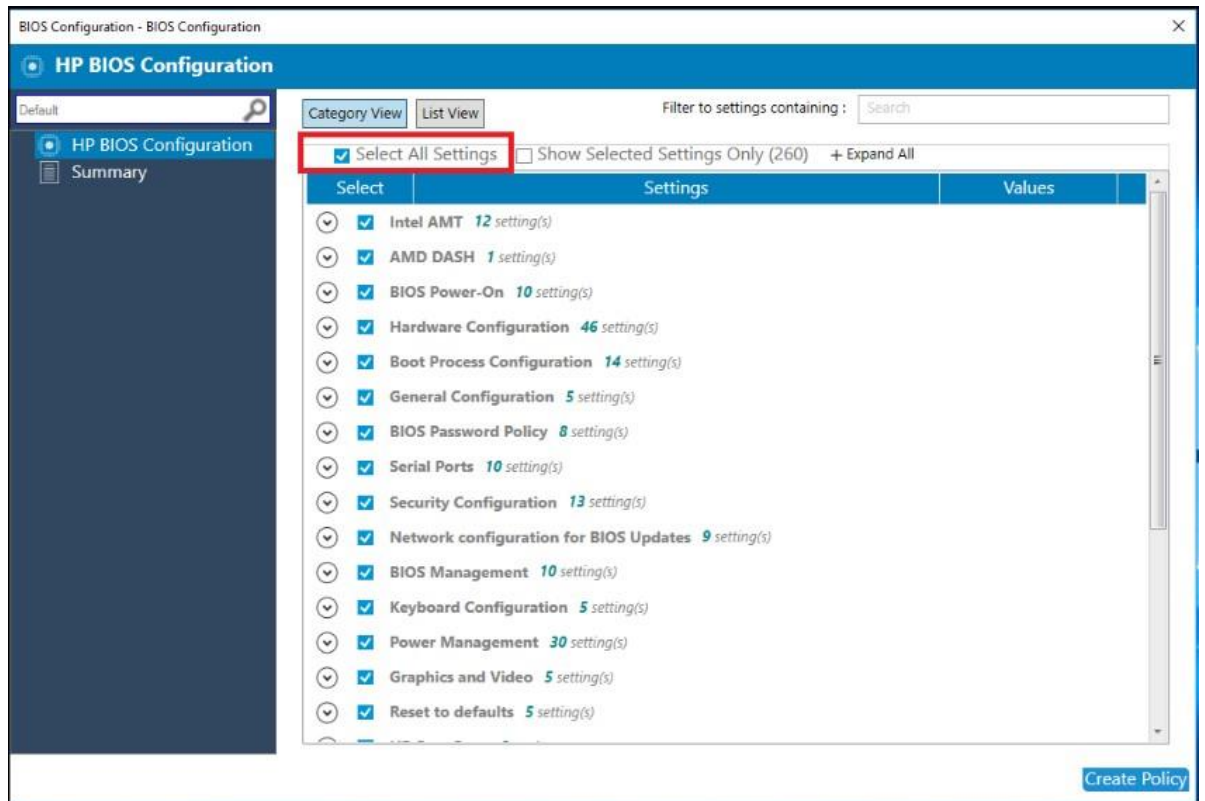 BIOS Configuration - BIOS Configuration
HP BIOS Configuration
Default
HP BIOS Configuration
Summary
Category View List View Filter to settings containing : Search
Select All Settings Show Selected Settings Only (260) + Expand All
Select Settings Values
Intel AMT 12 setting(s)
AMD DASH 1 setting(s)
BIOS Power-On 10 setting(s)
Hardware Configuration 46 setting(s)
Boot Process Configuration 14 setting(s)
General Configuration 5 setting(s)
BIOS Password Policy 8 setting(s)
Serial Ports 10 setting(s)
Security Configuration 13 setting(s)
Network configuration for BIOS Updates 9 setting(s)
BIOS Management 10 setting(s)
Keyboard Configuration 5 setting(s)
Power Management 30 setting(s)
Graphics and Video 5 setting(s)
Reset to defaults 5 setting(s)
Create Policy